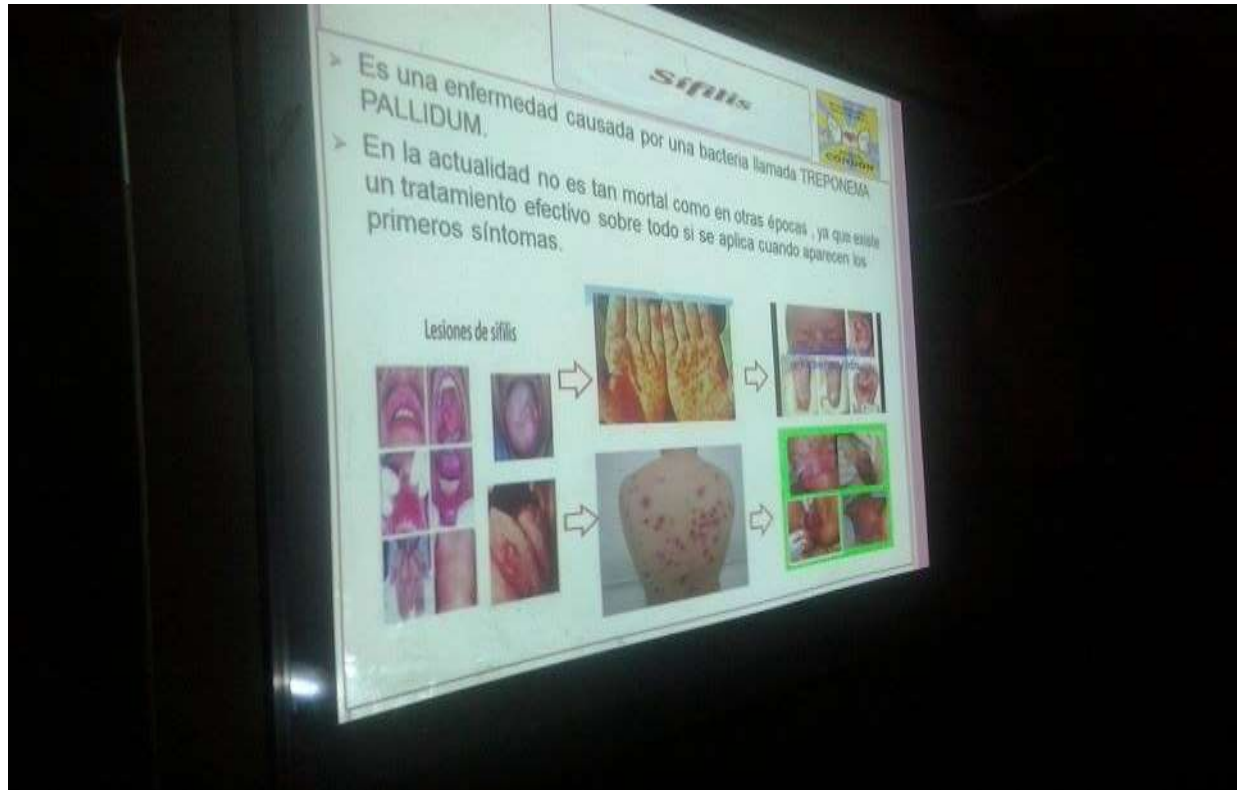 Sífilis
➢ Es una enfermedad causada por una bacteria llamada TREPONEMA
PALLIDUM.
➢ En la actualidad no es tan mortal como en otras épocas , ya que existe
un tratamiento efectivo sobre todo si se aplica cuando aparecen los
primeros síntomas.
CONDON
Lesiones de sífilis